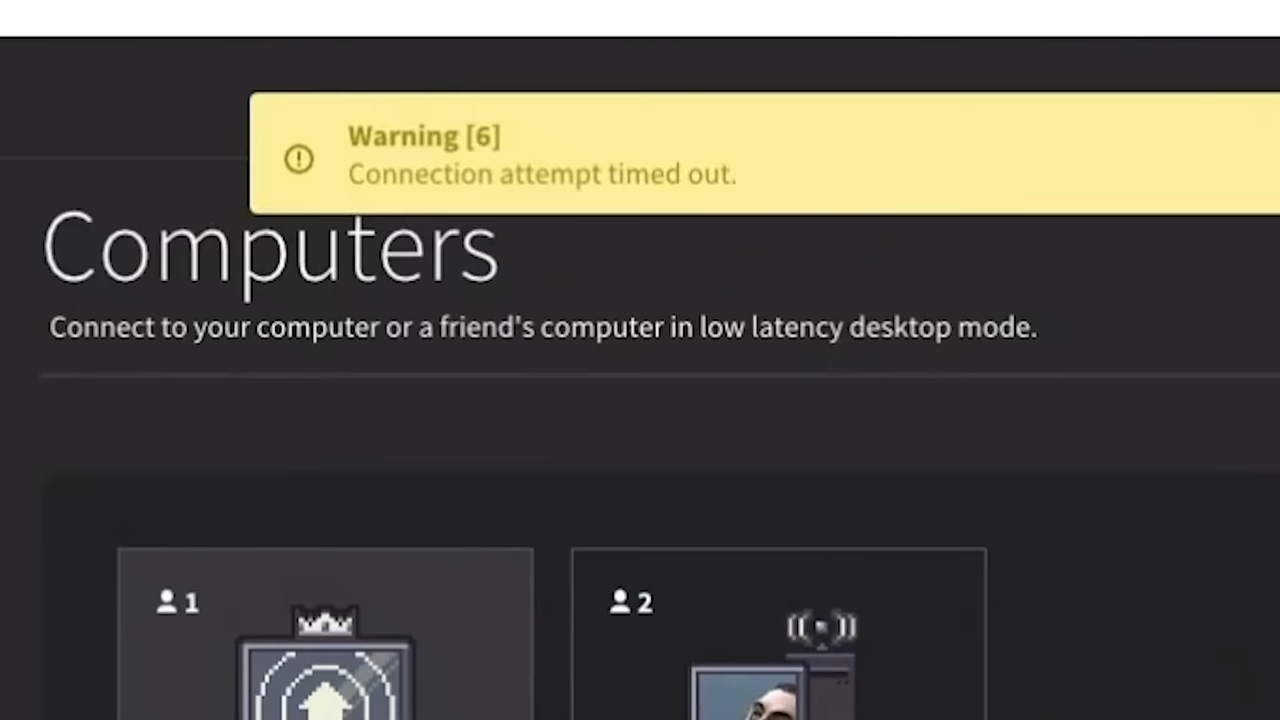 Warning [6]
Connection attempt timed out.
Computers
Connect to your computer or a friend's computer in low latency desktop mode.
1
2